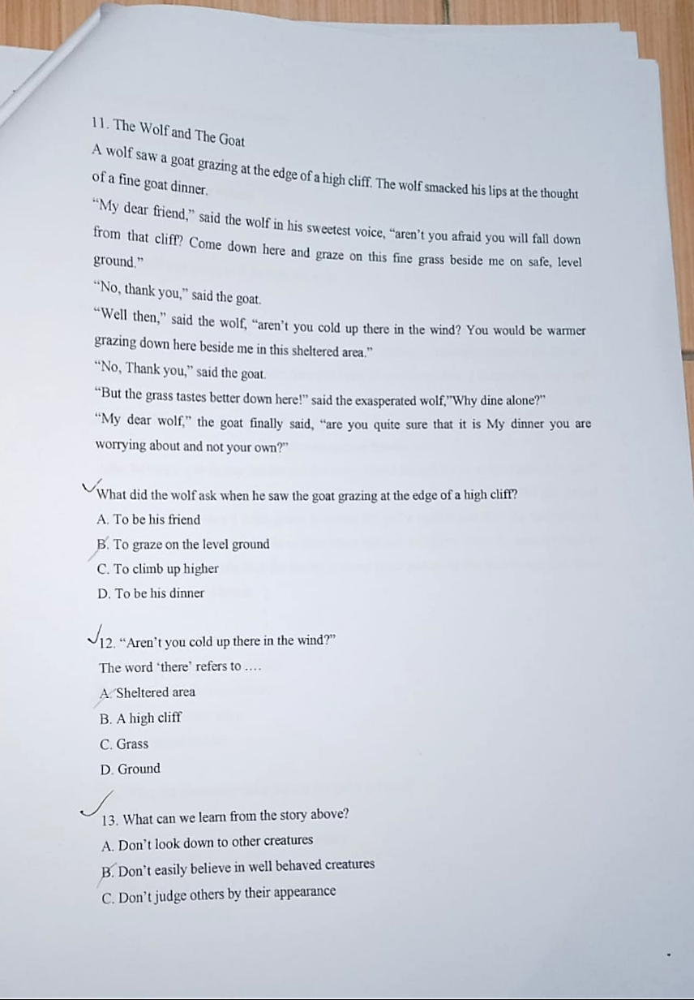 11. The Wolf and The Goat
A wolf saw a goat grazing at the edge of a high cliff. The wolf smacked his lips at the thought
of a fine goat dinner.
“My dear friend,” said the wolf in his sweetest voice, “aren’t you afraid you will fall down
from that cliff? Come down here and graze on this fine grass beside me on safe, level
ground.”
“No, thank you,” said the goat.
“Well then,” said the wolf, “aren’t you cold up there in the wind? You would be warmer
grazing down here beside me in this sheltered area.”
“No, Thank you,” said the goat.
“But the grass tastes better down here!” said the exasperated wolf,”Why dine alone?”
“My dear wolf,” the goat finally said, “are you quite sure that it is My dinner you are
worrying about and not your own?”
What did the wolf ask when he saw the goat grazing at the edge of a high cliff?
A. To be his friend
B. To graze on the level ground
C. To climb up higher
D. To be his dinner
12. “Aren’t you cold up there in the wind?”
The word ‘there’ refers to ….
A. Sheltered area
B. A high cliff
C. Grass
D. Ground
13. What can we learn from the story above?
A. Don’t look down to other creatures
B. Don’t easily believe in well behaved creatures
C. Don’t judge others by their appearance